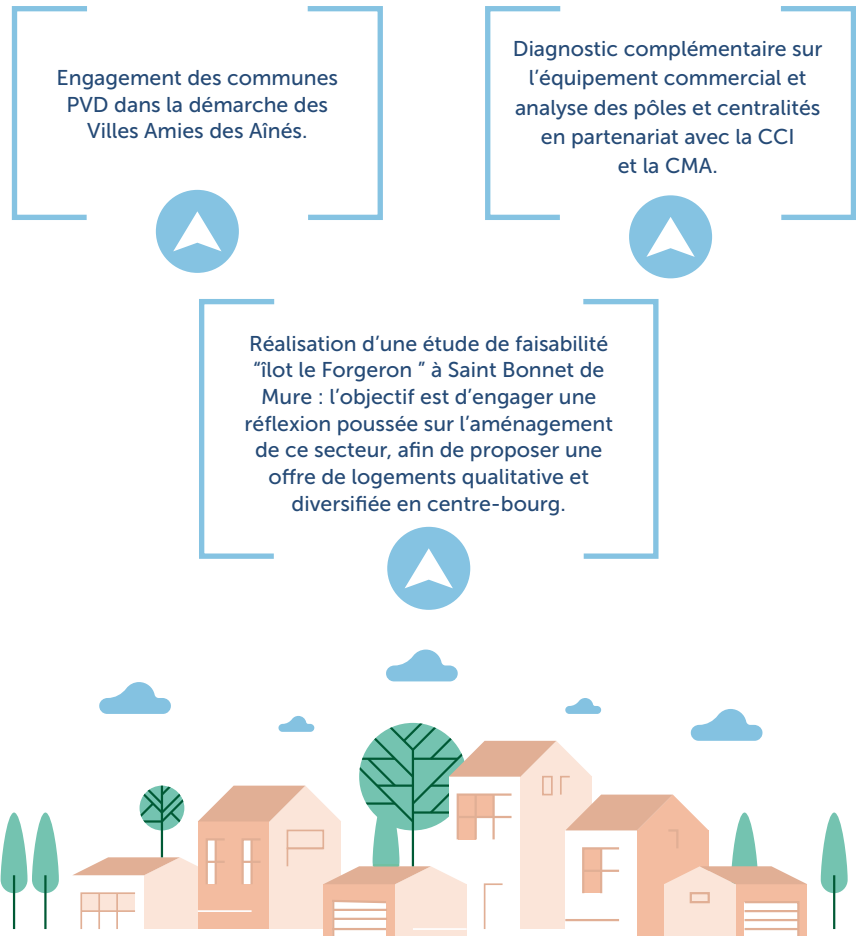 Engagement des communes
PVD dans la démarche des
Villes Amies des Aînés.
Diagnostic complémentaire sur
l'équipement commercial et
analyse des pôles et centralités
en partenariat avec la CCI
et la CMA.
Réalisation d'une étude de faisabilité
"îlot le Forgeron " à Saint Bonnet de
Mure : l'objectif est d'engager une
réflexion poussée sur l'aménagement
de ce secteur, afin de proposer une
offre de logements qualitative et
diversifiée en centre-bourg.